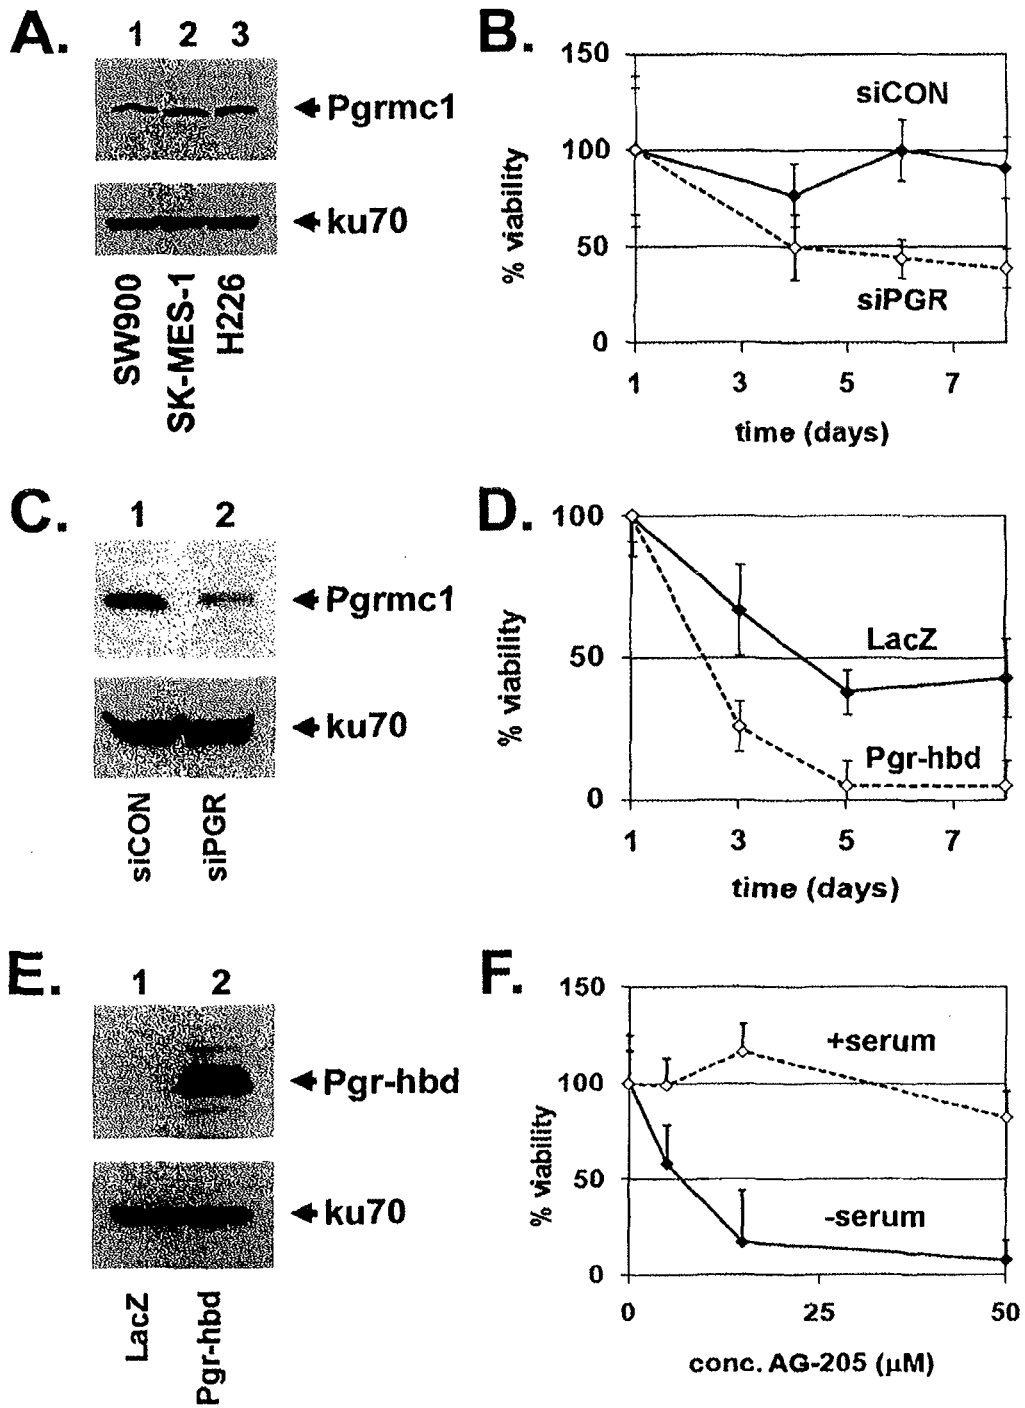 A.
1 2 3
Pgrmc1
ku70
SW900
SK-MES-1
H226
B.
150
100
50
0
% viability
siCON
siPGR
1 3 5 7
time (days)
C.
1 2
Pgrmc1
ku70
siCON
siPGR
D.
100
50
0
% viability
LacZ
Pgr-hbd
1 3 5 7
time (days)
E.
1 2
Pgr-hbd
ku70
LacZ
Pgr-hbd
F.
150
100
50
0
% viability
+serum
-serum
0 25 50
conc. AG-205 (µM)